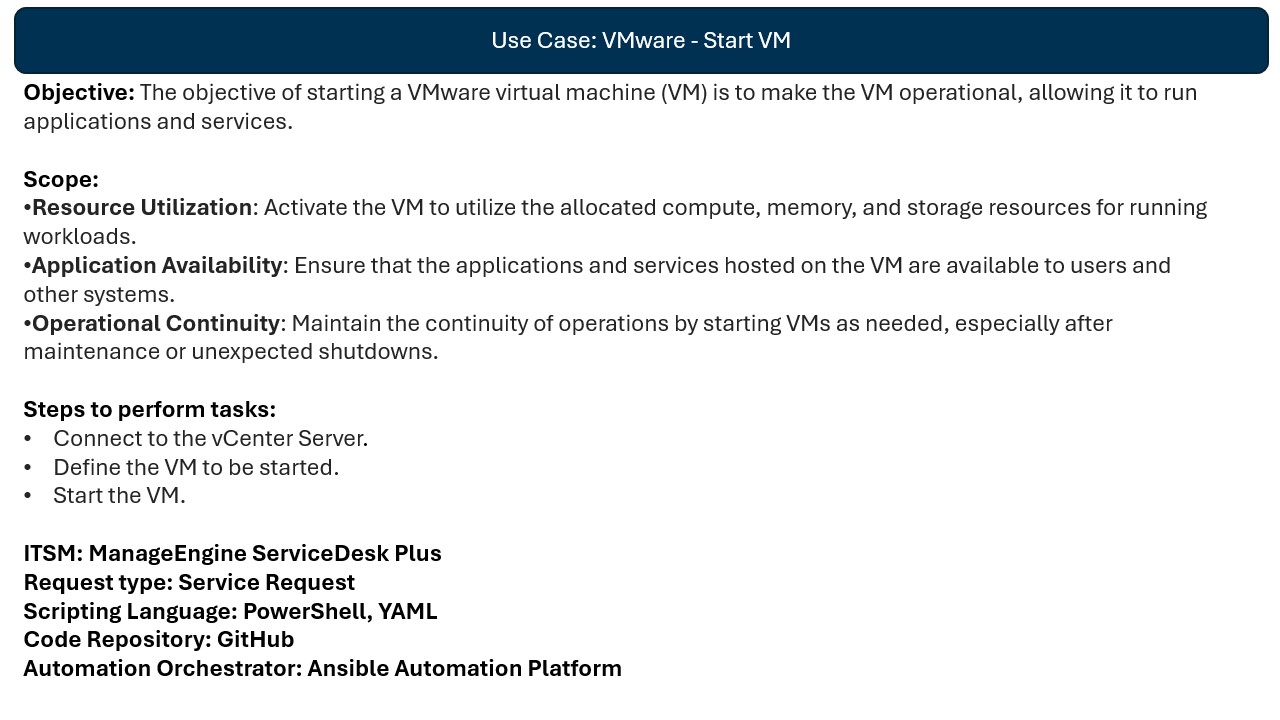 Use Case: VMware - Start VM
Objective: The objective of starting a VMware virtual machine (VM) is to make the VM operational, allowing it to run
applications and services.
Scope:
•Resource Utilization: Activate the VM to utilize the allocated compute, memory, and storage resources for running
workloads.
•Application Availability: Ensure that the applications and services hosted on the VM are available to users and
other systems.
•Operational Continuity: Maintain the continuity of operations by starting VMs as needed, especially after
maintenance or unexpected shutdowns.
Steps to perform tasks:
• Connect to the vCenter Server.
• Define the VM to be started.
• Start the VM.
ITSM: ManageEngine ServiceDesk Plus
Request type: Service Request
Scripting Language: PowerShell, YAML
Code Repository: GitHub
Automation Orchestrator: Ansible Automation Platform